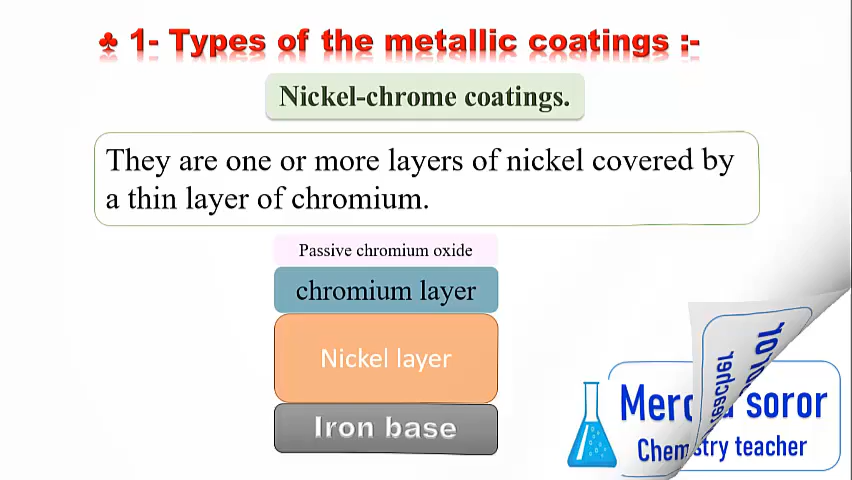 ♣ 1- Types of the metallic coatings :-
Nickel-chrome coatings.
They are one or more layers of nickel covered by
a thin layer of chromium.
Passive chromium oxide
chromium layer
Nickel layer
Iron base
soror
Chemistry teacher